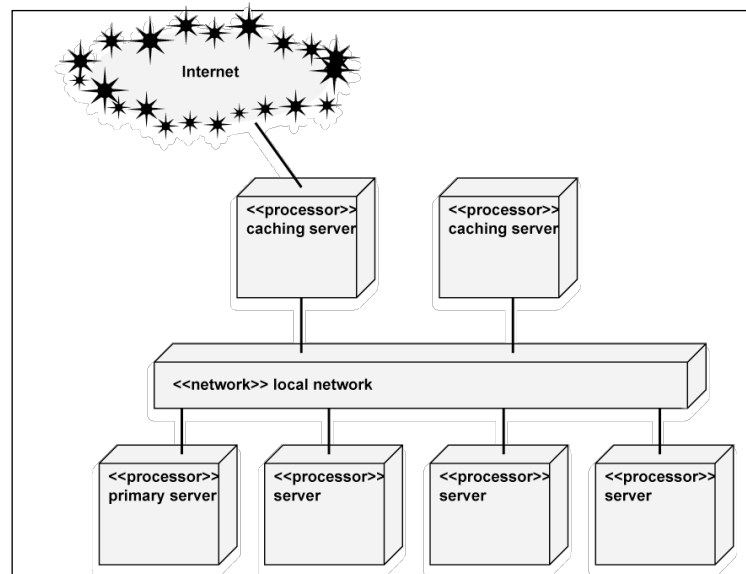 Internet
<<processor>>
caching server
<<processor>>
caching server
<<network>> local network
<<processor>>
primary server
<<processor>>
server
<<processor>>
server
<<processor>>
server